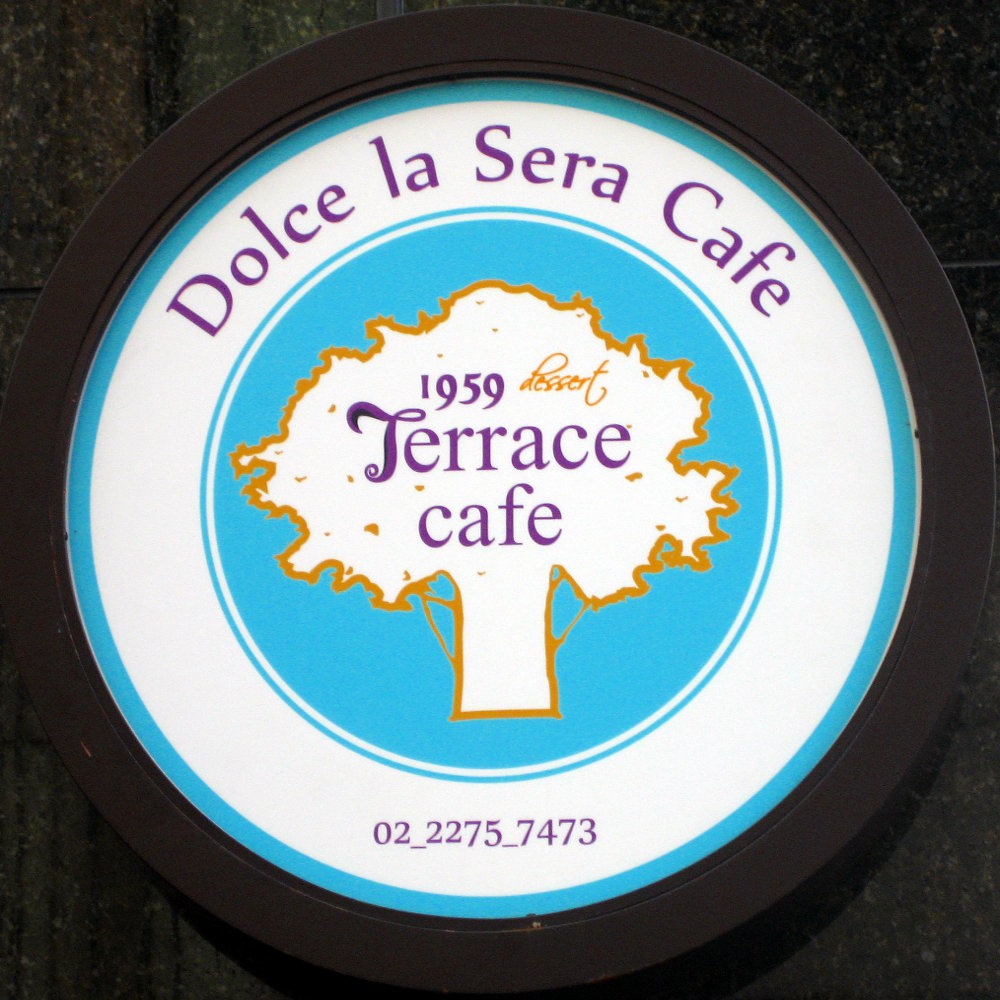 Dolce la Sera Cafe
1959 dessert
Terrace
cafe
02_2275_7473